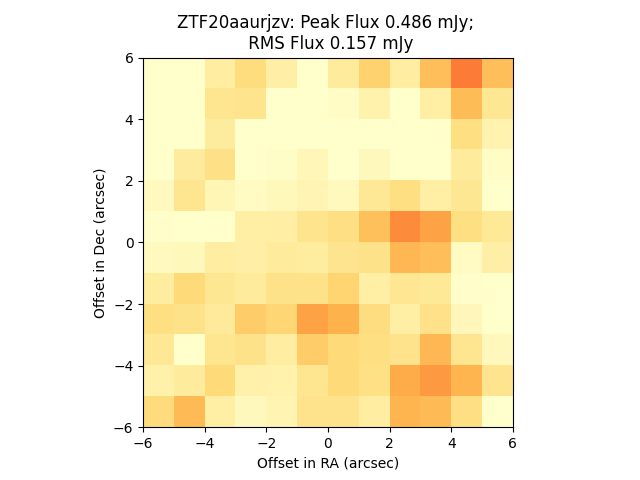 ZTF20aaurjzv: Peak Flux 0.486 mJy;
RMS Flux 0.157 mJy
6
4
2
0
−2
−4
−6
Offset in Dec (arcsec)
−6 −4 −2 0 2 4 6
Offset in RA (arcsec)